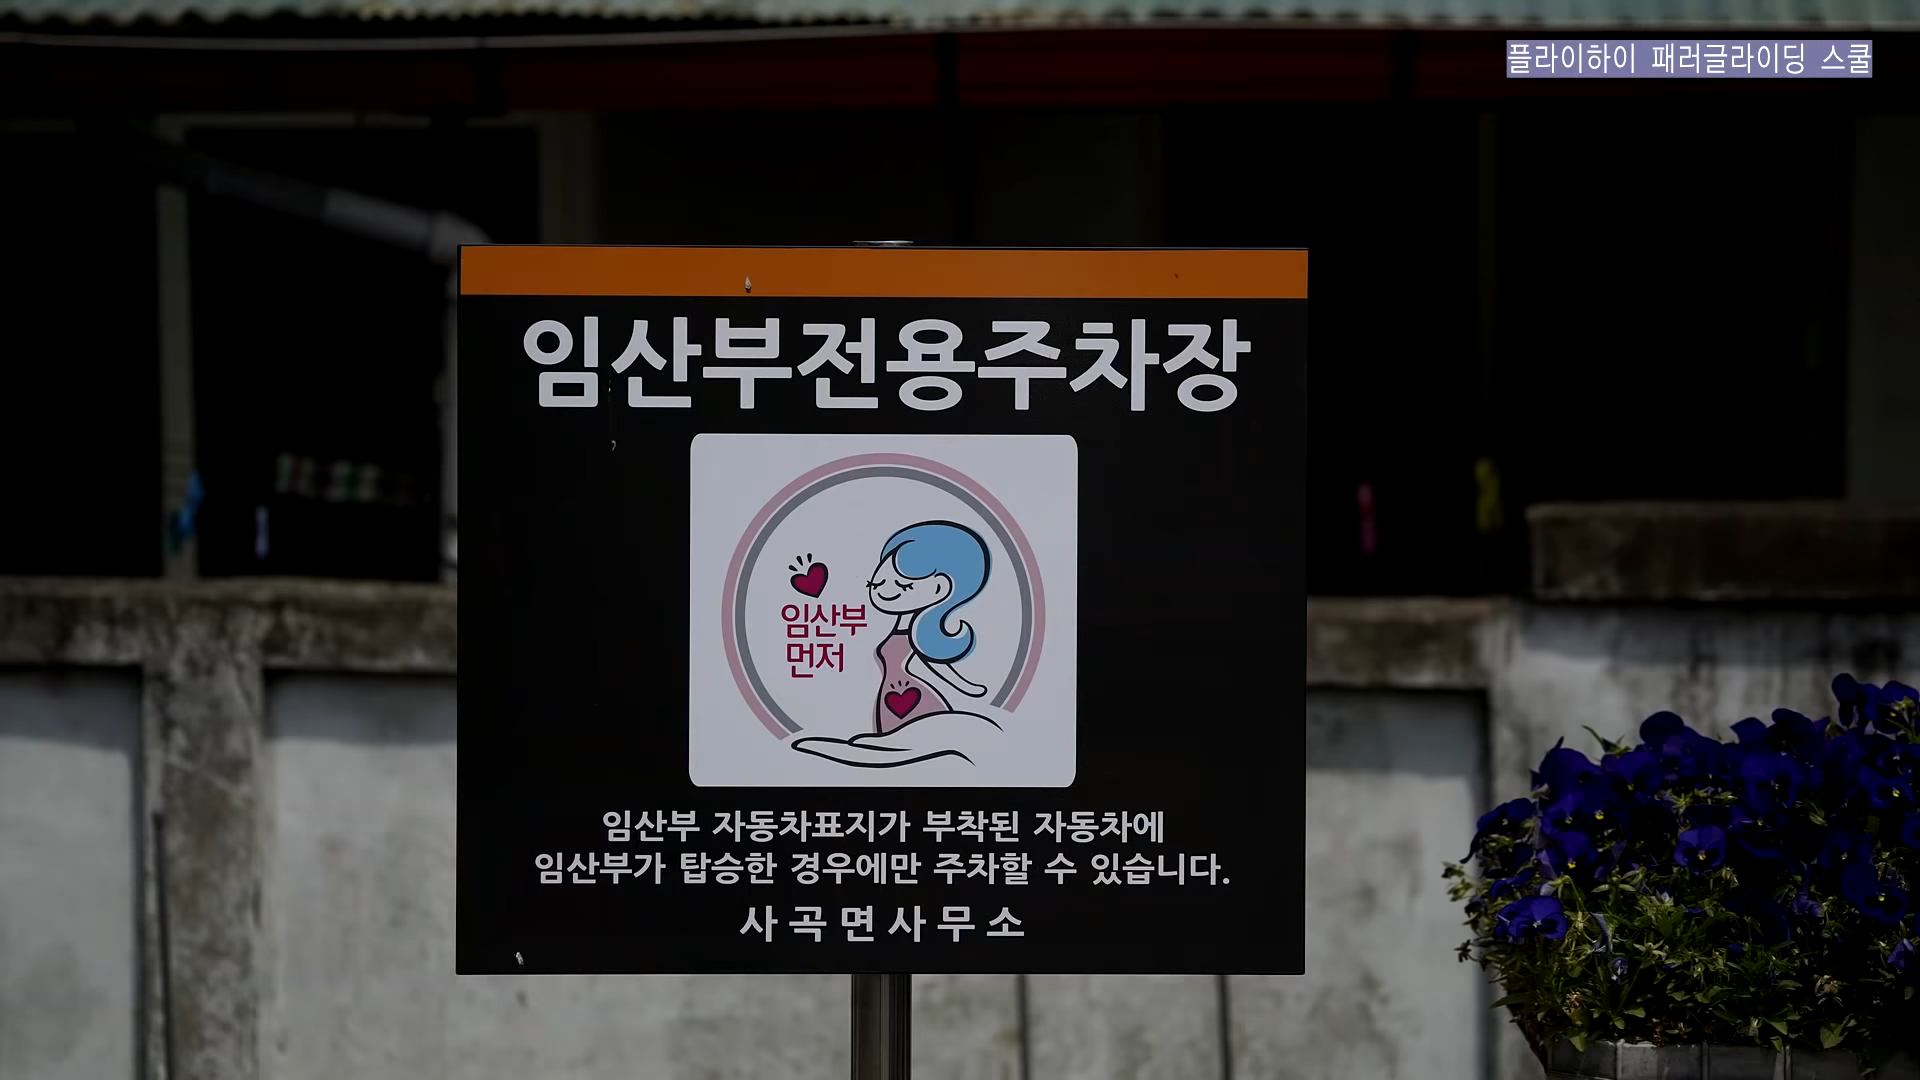 플라이하이 패러글라이딩 스쿨
임산부전용주차장
임산부
먼저
임산부 자동차표지가 부착된 자동차에
임산부가 탑승한 경우에만 주차할 수 있습니다.
사곡면사무소